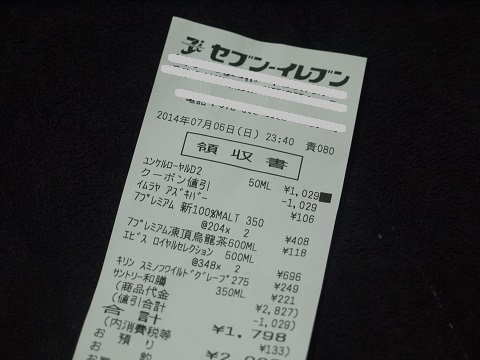 セブン-イレブン
2014年07月06日(日) 23:40 責080
領収書
ユンケルローヤルD2 50ML ¥1,029
クーポン値引 -1,029
イムラヤ アズキバー ¥106
7プレミアム 新100%MALT 350
@204× 2 ¥408
7プレミアム凍頂烏龍茶600ML ¥118
エビス ロイヤルセレクション 500ML
@348× 2 ¥696
キリン スミノフワイルドグレープ275 ¥249
サントリー和膳 350ML ¥221
(商品代金 ¥2,827)
(値引合計 -1,029)
合計 ¥1,798
(内消費税等 ¥133)
お預り
お釣